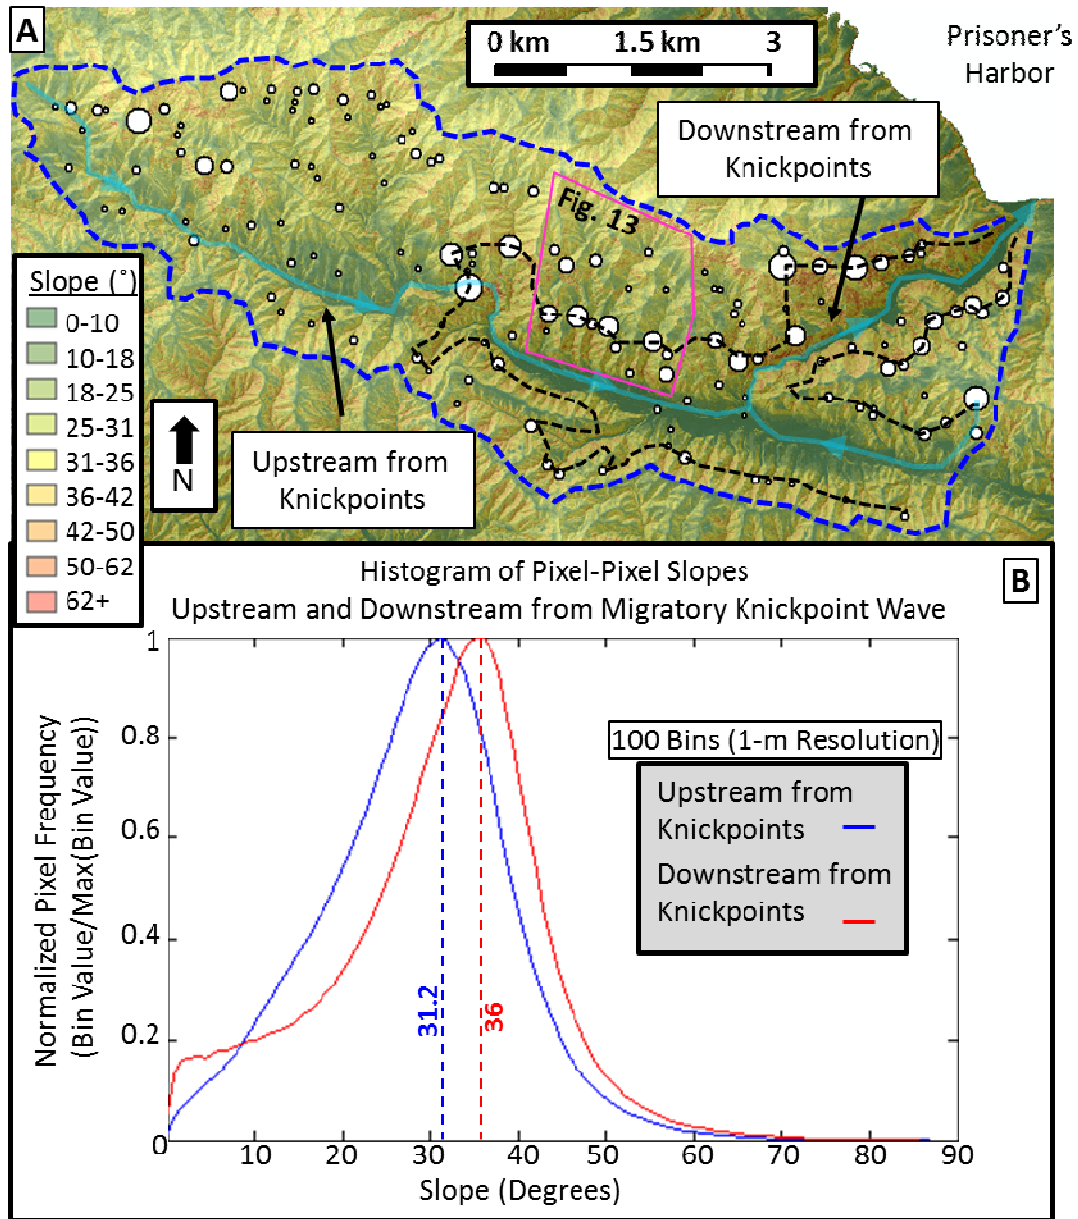 A
0 km 1.5 km 3
Prisoner's
Harbor
Downstream from
Knickpoints
Fig. 13
Slope (˚)
0-10
10-18
18-25
25-31
31-36
36-42
42-50
50-62
62+
N
Upstream from
Knickpoints
B
Histogram of Pixel-Pixel Slopes
Upstream and Downstream from Migratory Knickpoint Wave
Normalized Pixel Frequency
(Bin Value/Max(Bin Value))
1
0.8
0.6
0.4
0.2
0
100 Bins (1-m Resolution)
Upstream from
Knickpoints
Downstream from
Knickpoints
31.2
36
10 20 30 40 50 60 70 80 90
Slope (Degrees)